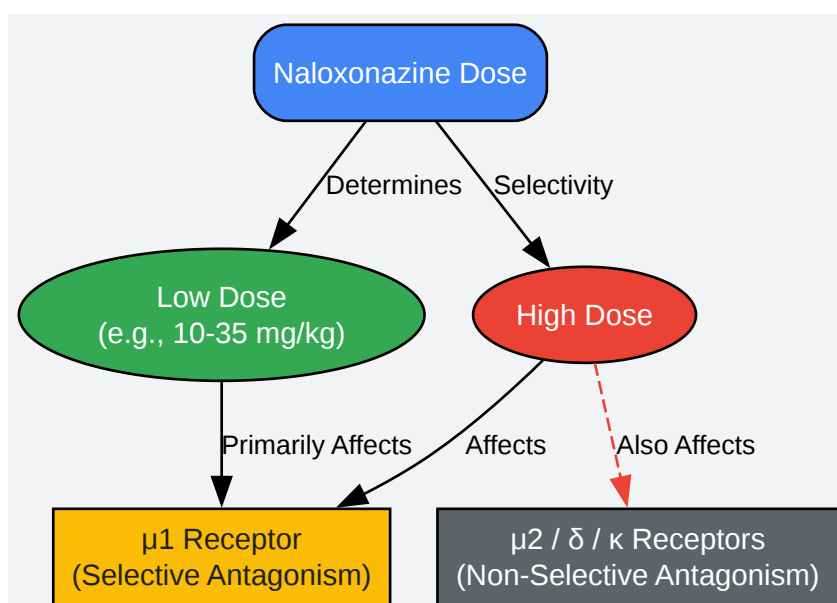 Naloxonazine Dose
Determines
Selectivity
Low Dose
(e.g., 10-35 mg/kg)
High Dose
Primarily Affects
Affects
Also Affects
μ1 Receptor
(Selective Antagonism)
μ2 / δ / κ Receptors
(Non-Selective Antagonism)